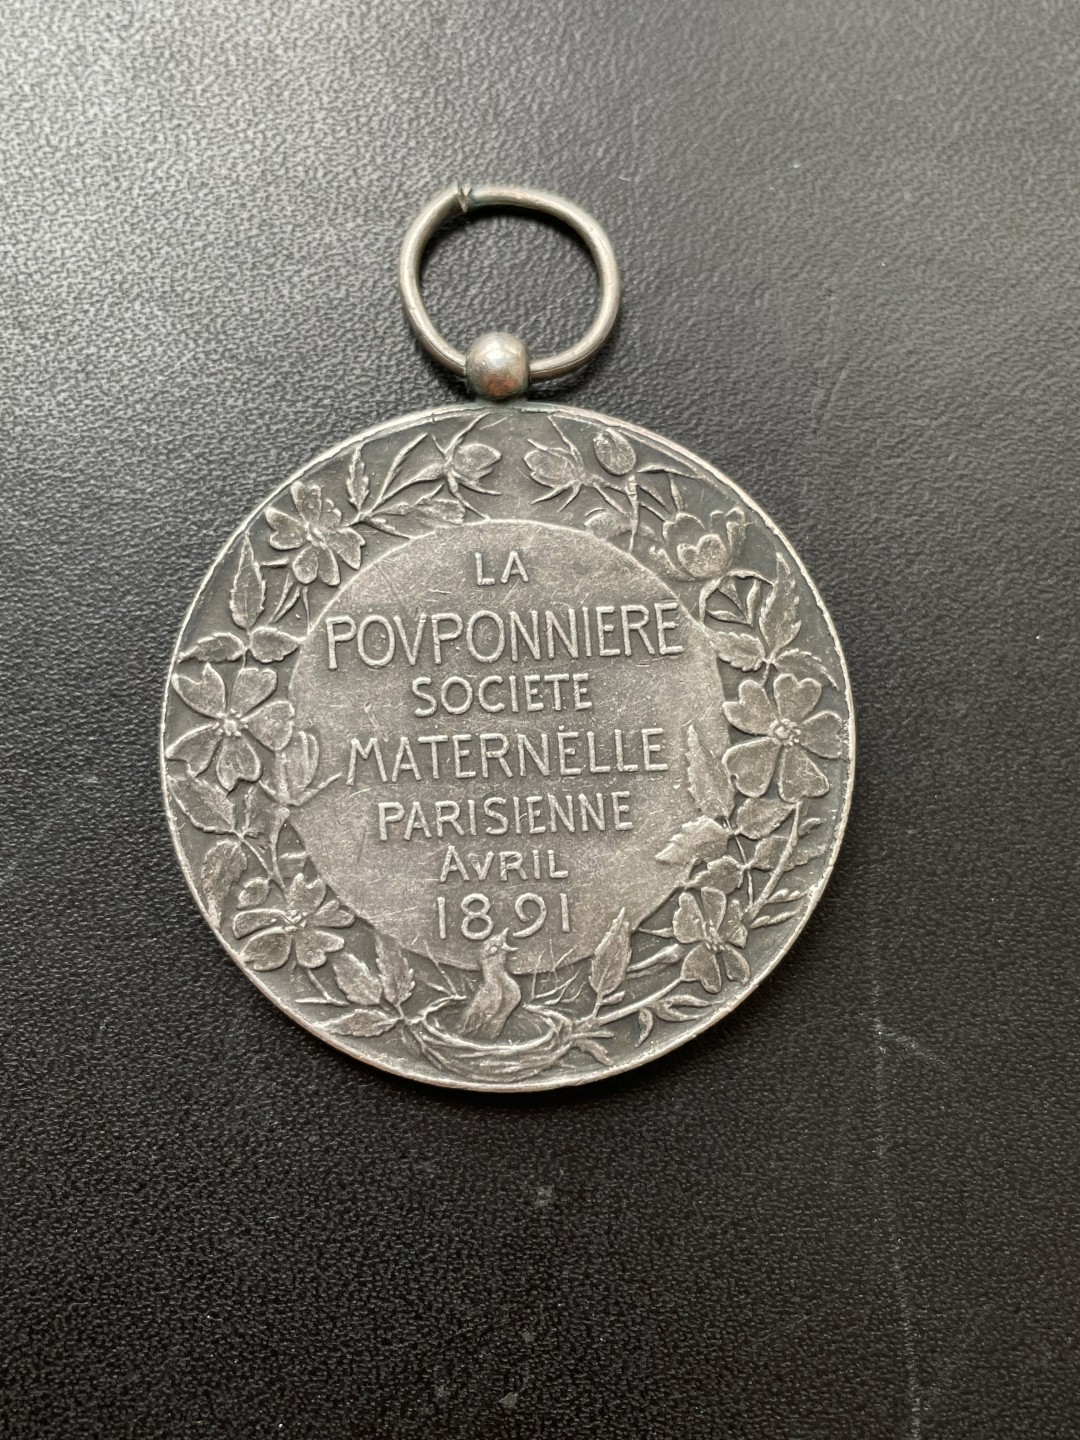 LA
POVPONNIERE
SOCIETE
MATERNELLE
PARISIENNE
AVRIL
1891